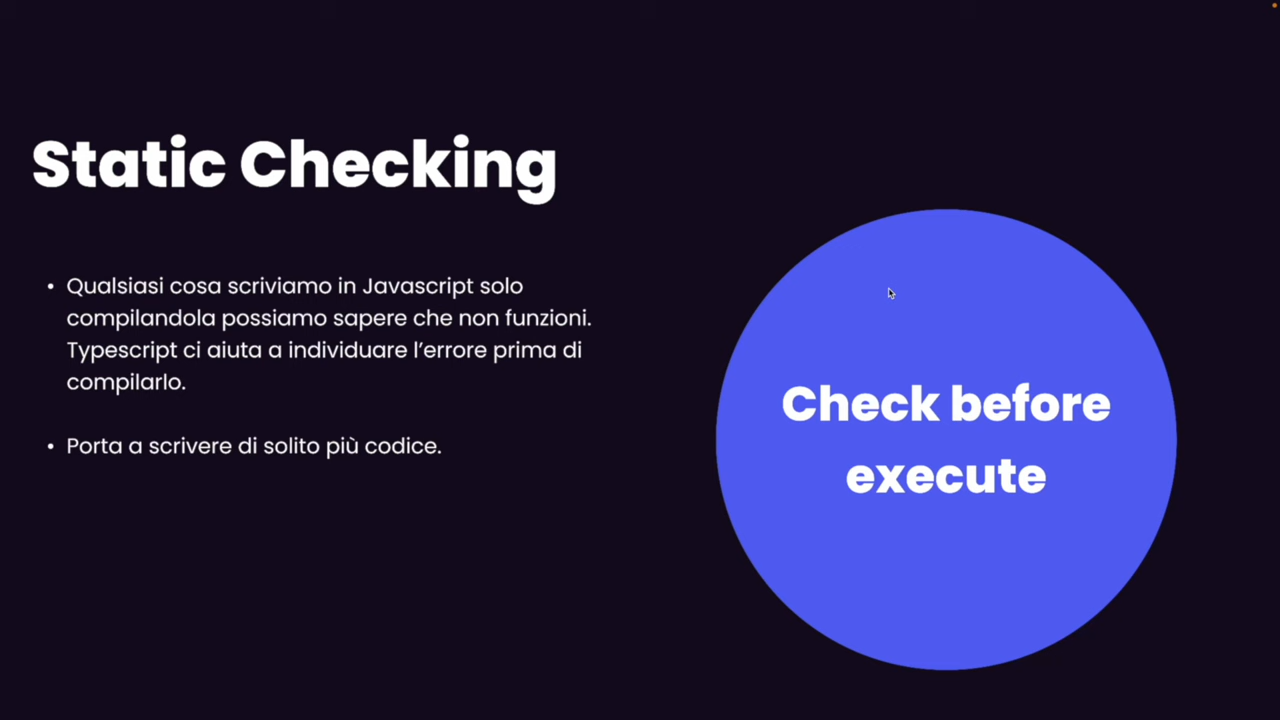 Static Checking
• Qualsiasi cosa scriviamo in Javascript solo
compilandola possiamo sapere che non funzioni.
Typescript ci aiuta a individuare l’errore prima di
compilarlo.
• Porta a scrivere di solito più codice.
Check before
execute